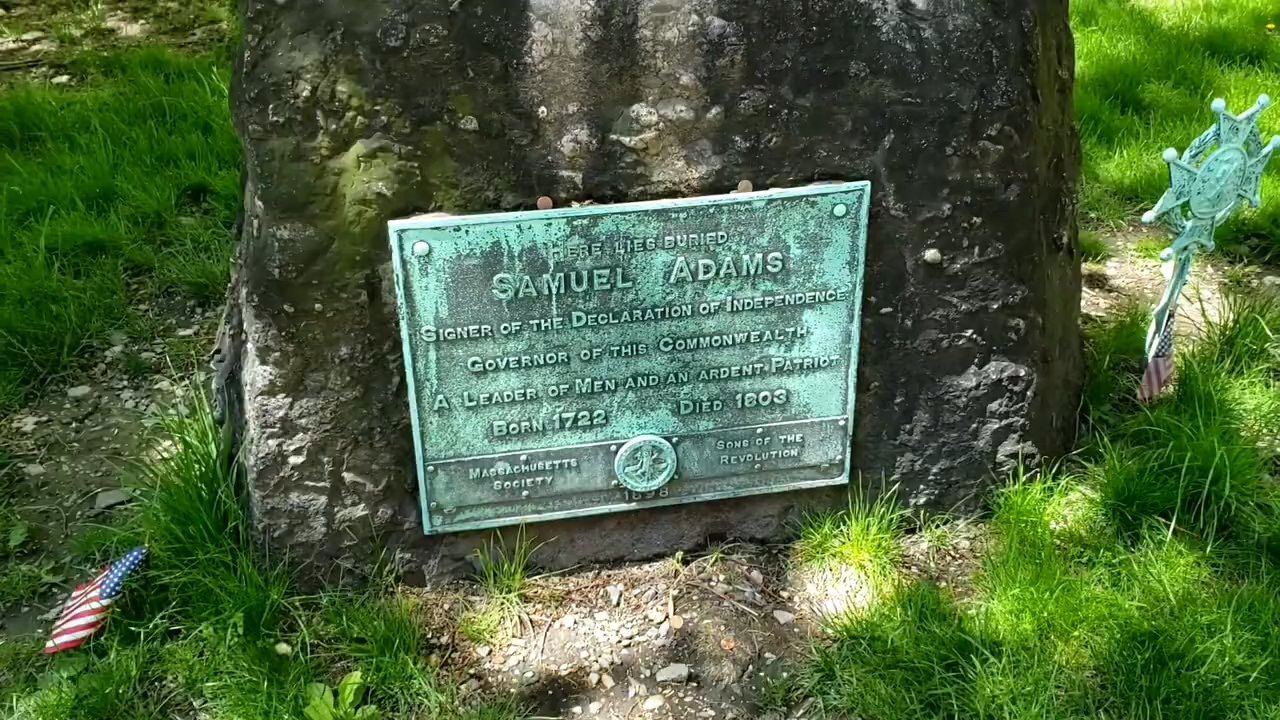 HERE LIES BURIED
SAMUEL ADAMS
SIGNER OF THE DECLARATION OF INDEPENDENCE
GOVERNOR OF THIS COMMONWEALTH
A LEADER OF MEN AND AN ARDENT PATRIOT
BORN 1722 DIED 1803
MASSACHUSETTS SOCIETY
SONS OF THE REVOLUTION
1898